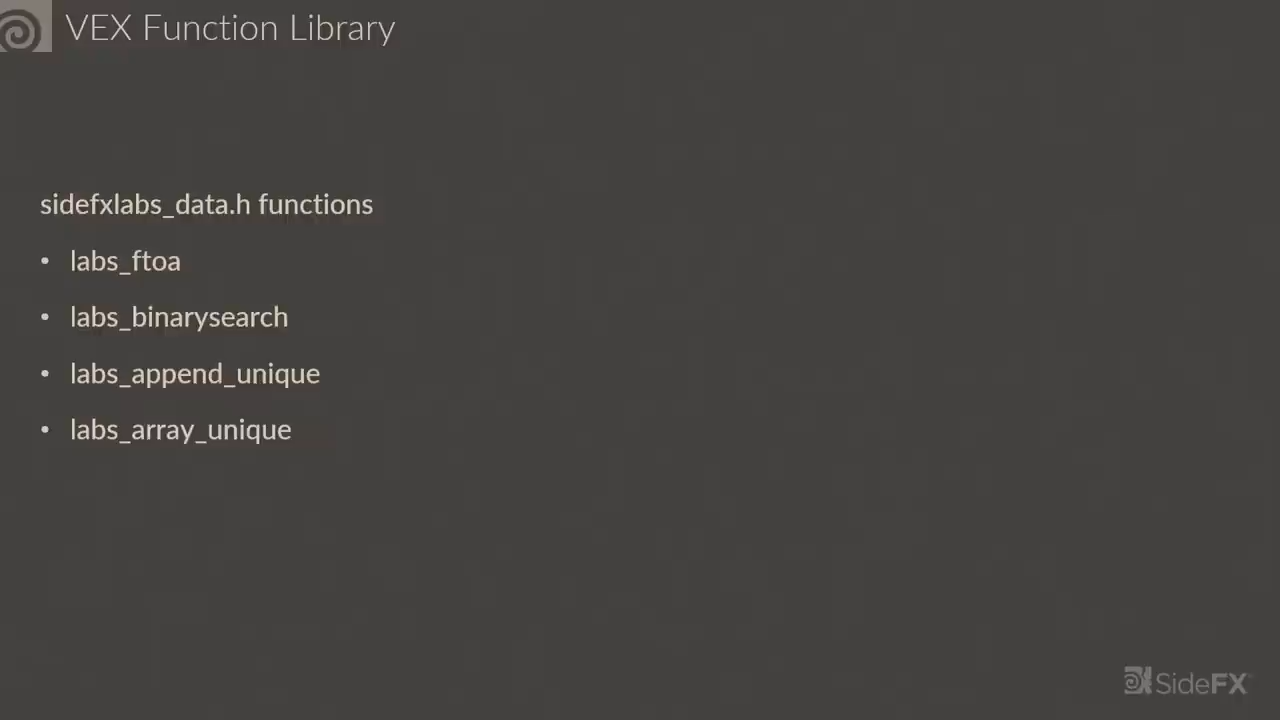 VEX Function Library
sidefxlabs_data.h functions
• labs_ftoa
• labs_binarysearch
• labs_append_unique
• labs_array_unique
SideFX